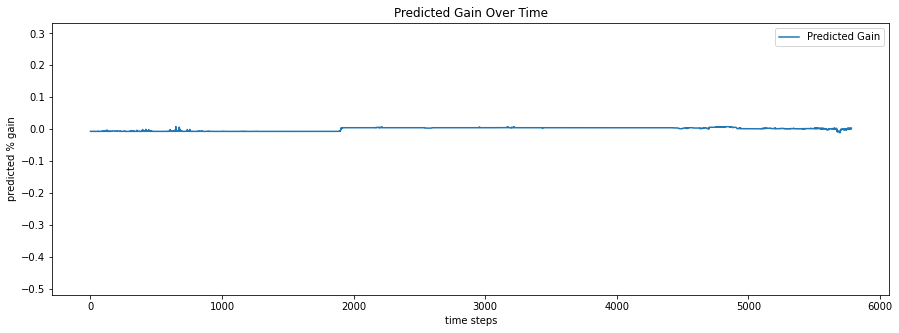 Predicted Gain Over Time
Predicted Gain
predicted % gain
0.3
0.2
0.1
0.0
−0.1
−0.2
−0.3
−0.4
−0.5
0 1000 2000 3000 4000 5000 6000
time steps